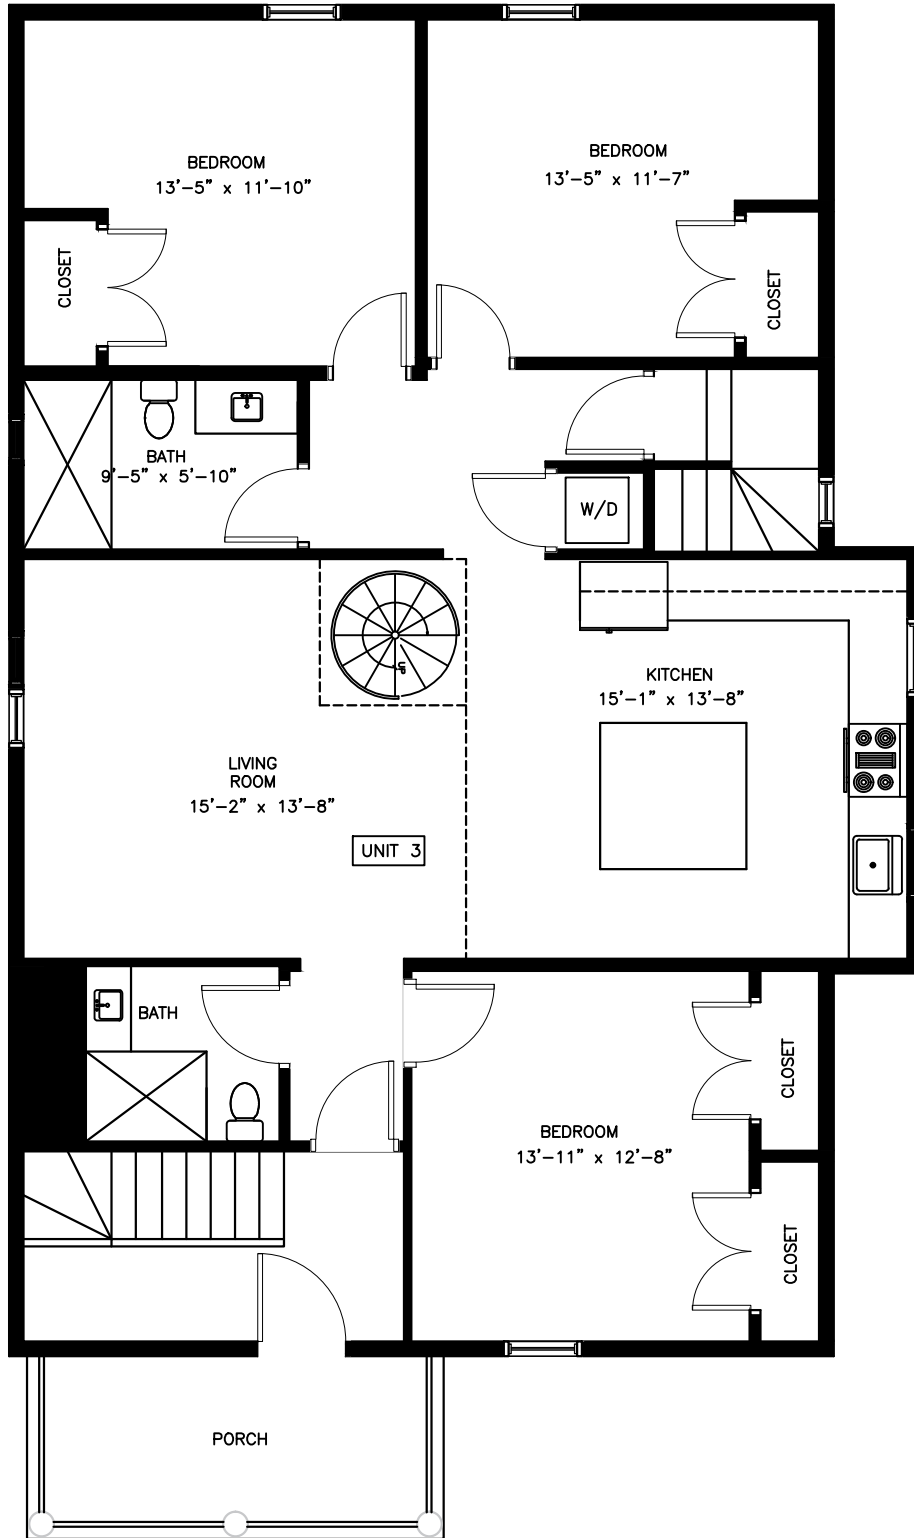 BEDROOM
13'-5" x 11'-10"
BEDROOM
13'-5" x 11'-7"
CLOSET
CLOSET
BATH
9'-5" x 5'-10"
W/D
UP
KITCHEN
15'-1" x 13'-8"
LIVING
ROOM
15'-2" x 13'-8"
UNIT 3
BATH
CLOSET
BEDROOM
13'-11" x 12'-8"
CLOSET
PORCH